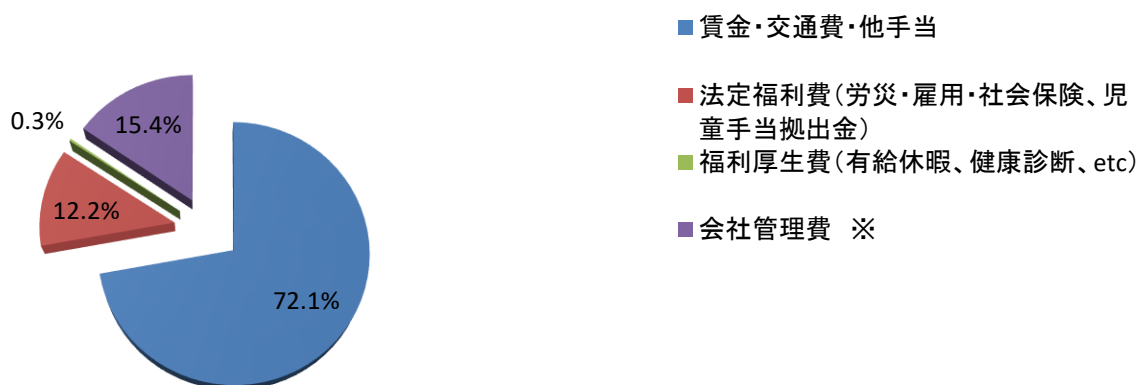 賃金・交通費・他手当
法定福利費（労災・雇用・社会保険、児
童手当拠出金）
福利厚生費（有給休暇、健康診断、etc）
会社管理費　※
0.3%
15.4%
12.2%
72.1%